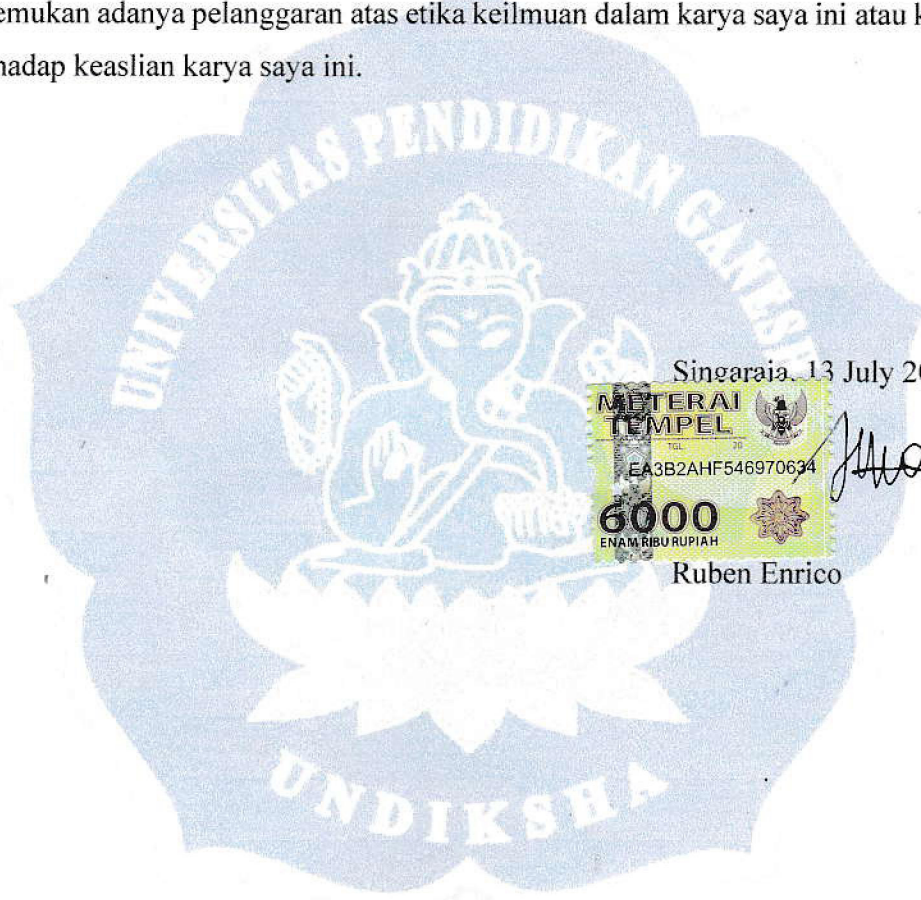 emukan adanya pelanggaran atas etika keilmuan dalam karya saya ini atau k
hadap keaslian karya saya ini.
UNIVERSITAS PENDIDIKAN GANESH
Singaraja, 13 July 20
METERAI
TEMPEL
TGL 20
EA3B2AHF546970634
6000
ENAM RIBU RUPIAH
Ruben Enrico
UNDIKSHA